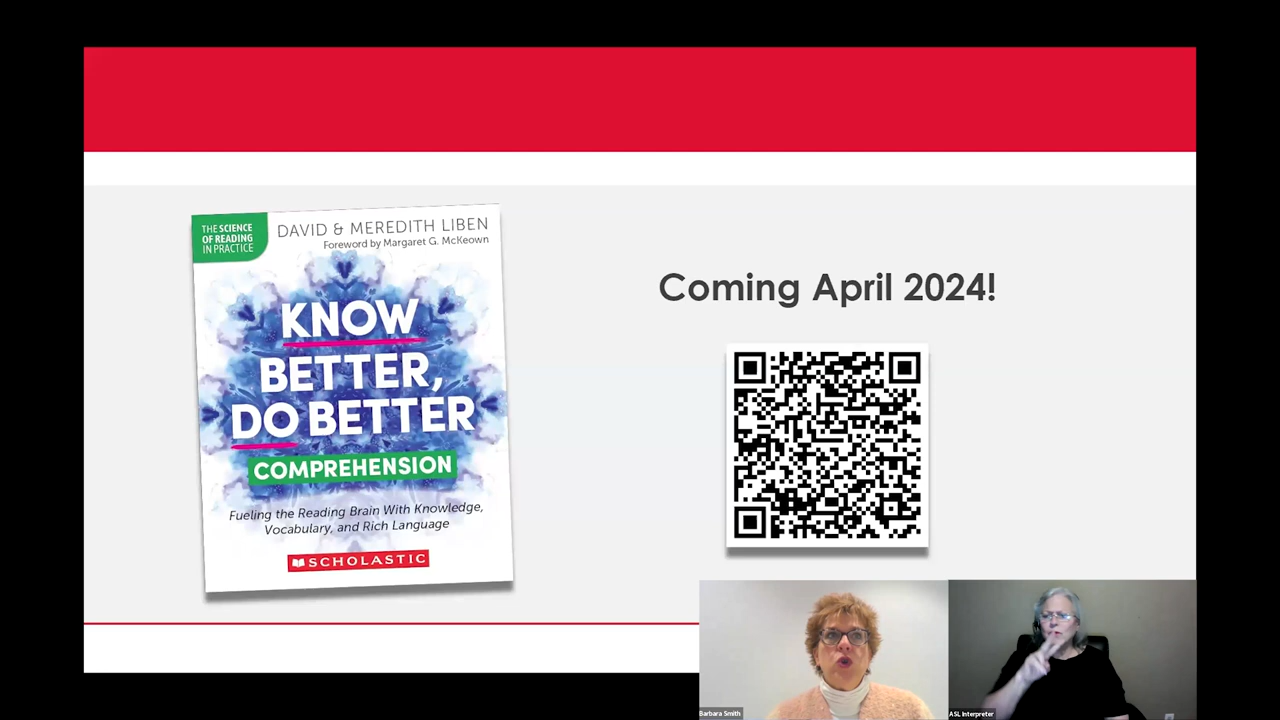 THE SCIENCE
OF READING
IN PRACTICE
DAVID & MEREDITH LIBEN
Foreword by Margaret G. McKeown
KNOW
BETTER,
DO BETTER
COMPREHENSION
Fueling the Reading Brain With Knowledge,
Vocabulary, and Rich Language
SCHOLASTIC
Coming April 2024!
Barbara Smith
ASL Interpreter